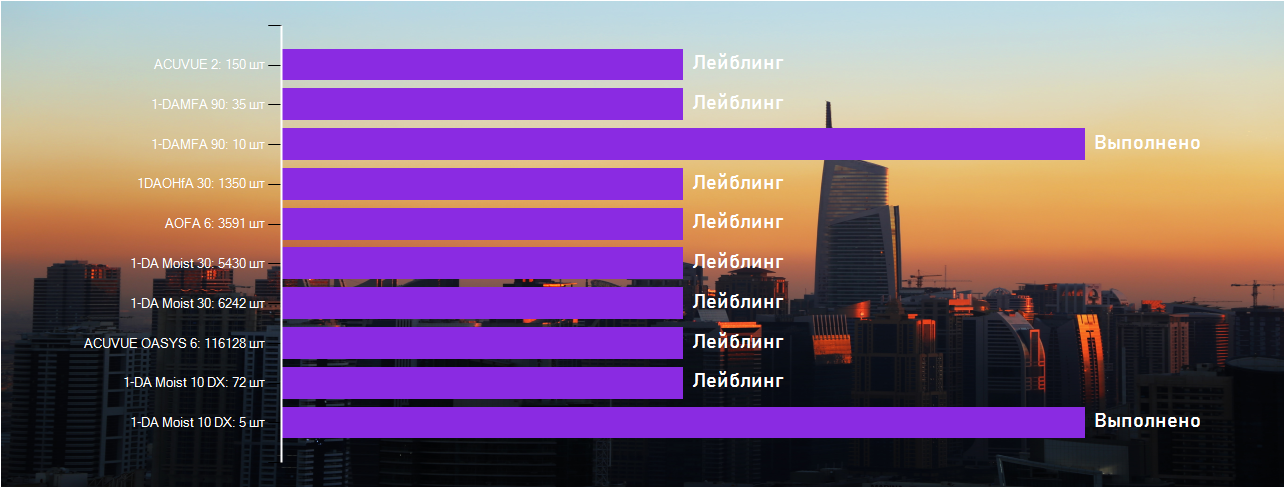 ACUVUE 2: 150 шт Лейблинг
1-DAMFA 90: 35 шт Лейблинг
1-DAMFA 90: 10 шт Выполнено
1DAOHfA 30: 1350 шт Лейблинг
AOFA 6: 3591 шт Лейблинг
1-DA Moist 30: 5430 шт Лейблинг
1-DA Moist 30: 6242 шт Лейблинг
ACUVUE OASYS 6: 116128 шт Лейблинг
1-DA Moist 10 DX: 72 шт Лейблинг
1-DA Moist 10 DX: 5 шт Выполнено